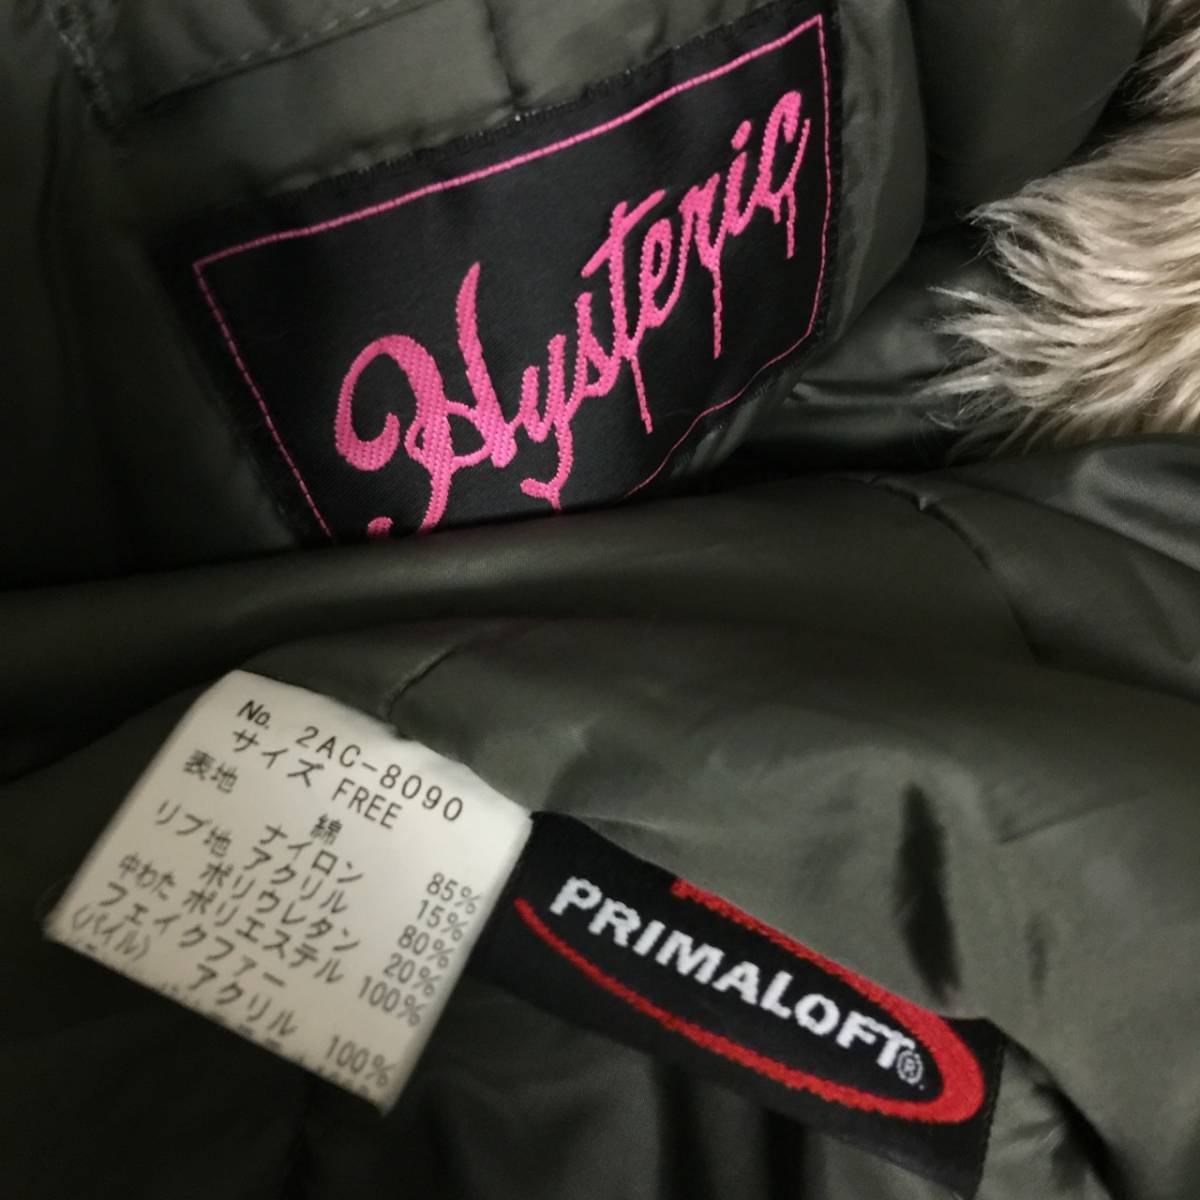 Hysteric
No. 2AC-8090
サイズ FREE
表地 綿 85%
ナイロン 15%
リブ地 アクリル 80%
ポリウレタン 20%
中わた ポリエステル 100%
フェイクファー
(パイル) アクリル 100%
PRIMALOFT®